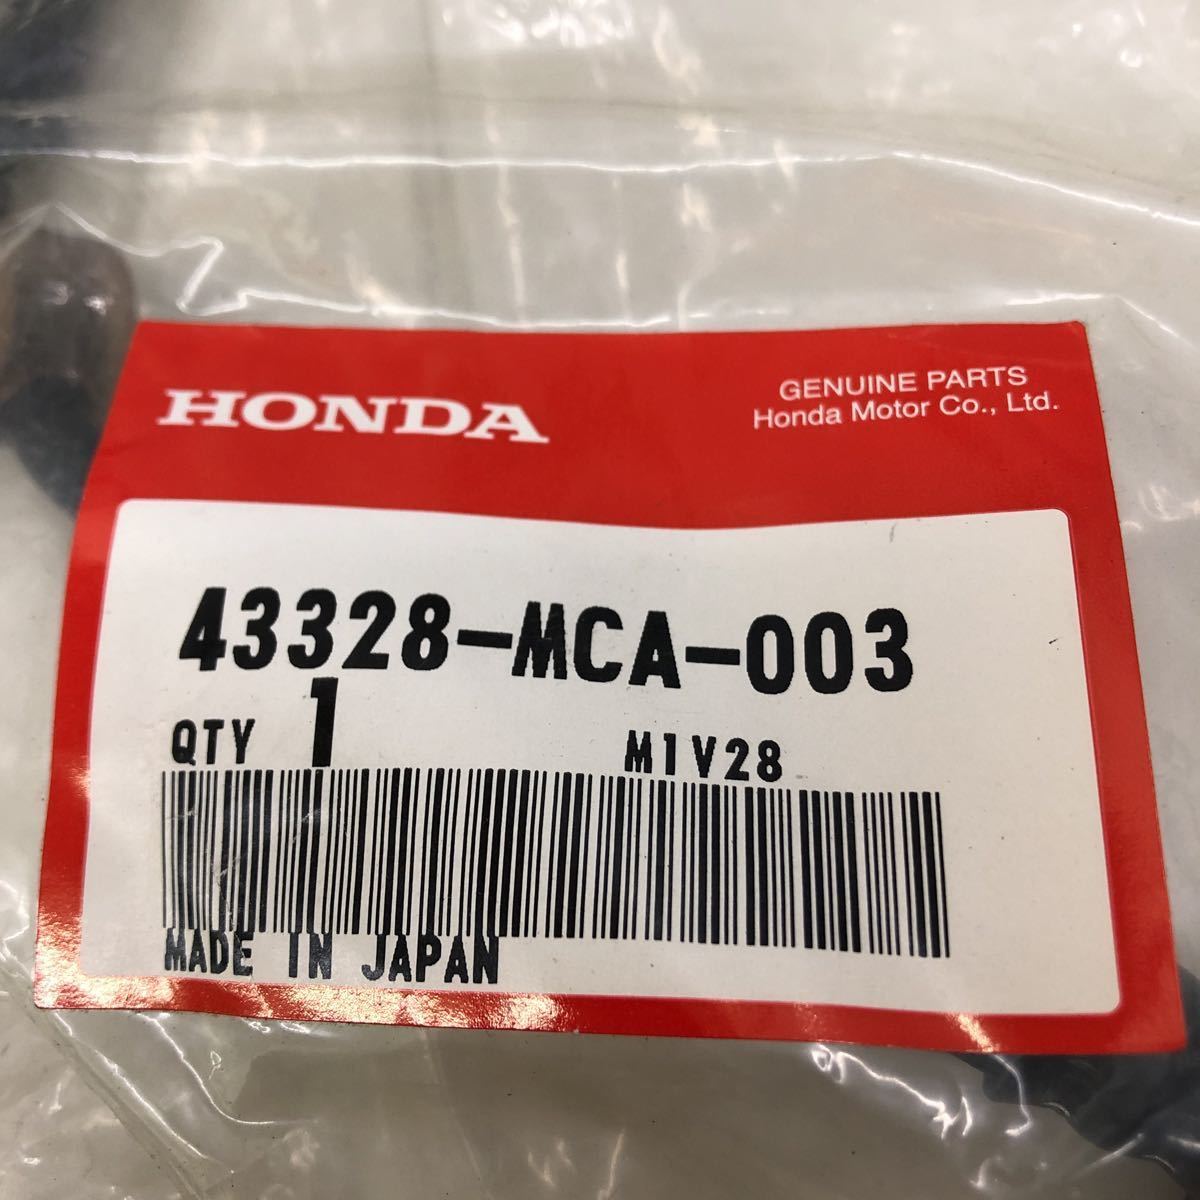 HONDA
GENUINE PARTS
Honda Motor Co., Ltd.
43328-MCA-003
QTY 1 M1V28
MADE IN JAPAN